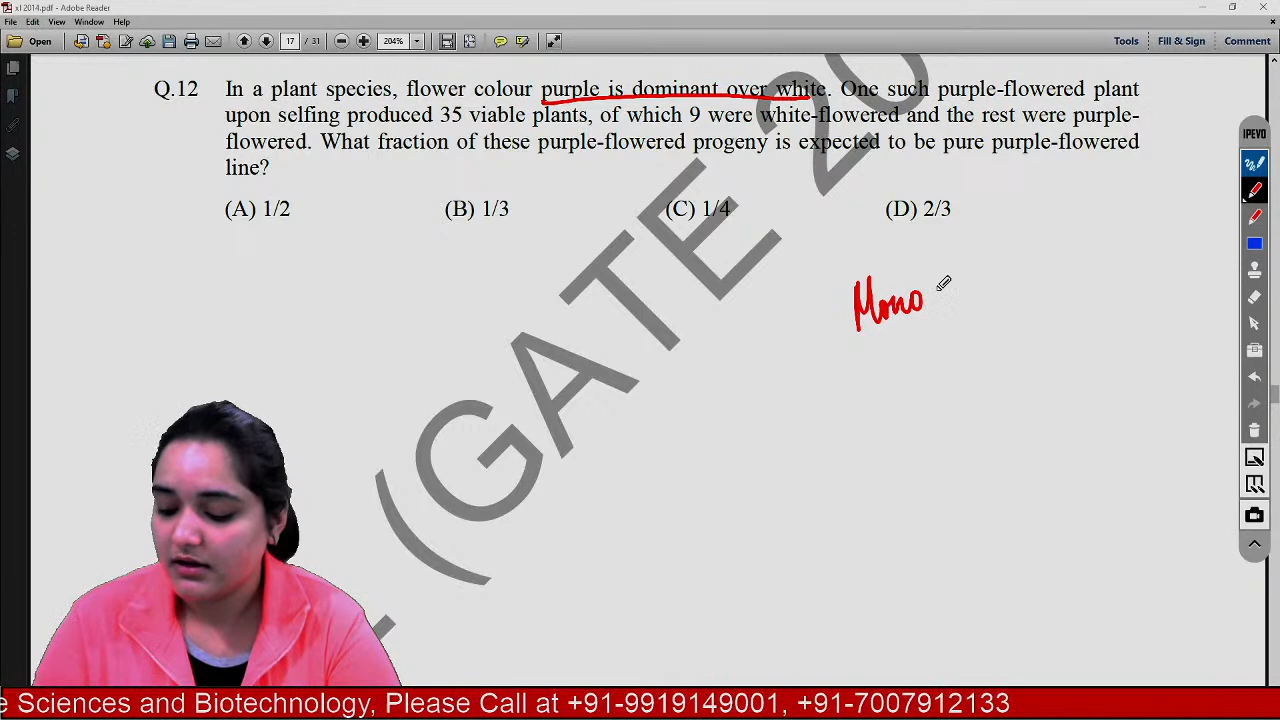 xl 2014.pdf - Adobe Reader
File Edit View Window Help
Open 17 / 31 204% Tools Fill & Sign Comment
Q.12 In a plant species, flower colour purple is dominant over white. One such purple-flowered plant
upon selfing produced 35 viable plants, of which 9 were white-flowered and the rest were purple-
flowered. What fraction of these purple-flowered progeny is expected to be pure purple-flowered
line?
(A) 1/2 (B) 1/3 (C) 1/4 (D) 2/3
Mono
(GATE 20
IPEVO
e Sciences and Biotechnology, Please Call at +91-9919149001, +91-7007912133